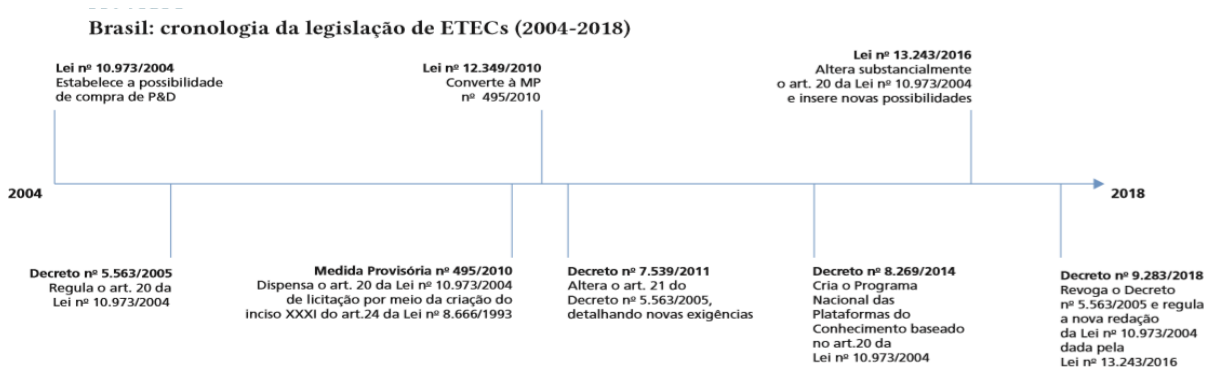 Brasil: cronologia da legislação de ETECs (2004-2018)
Lei nº 10.973/2004
Estabelece a possibilidade
de compra de P&D
Lei nº 12.349/2010
Converte à MP
nº 495/2010
Lei nº 13.243/2016
Altera substancialmente
o art. 20 da Lei nº 10.973/2004
e insere novas possibilidades
2004
2018
Decreto nº 5.563/2005
Regula o art. 20 da
Lei nº 10.973/2004
Medida Provisória nº 495/2010
Dispensa o art. 20 da Lei nº 10.973/2004
de licitação por meio da criação do
inciso XXXI do art.24 da Lei nº 8.666/1993
Decreto nº 7.539/2011
Altera o art. 21 do
Decreto nº 5.563/2005,
detalhando novas exigências
Decreto nº 8.269/2014
Cria o Programa
Nacional das
Plataformas do
Conhecimento baseado
no art.20 da
Lei nº 10.973/2004
Decreto nº 9.283/2018
Revoga o Decreto
nº 5.563/2005 e regula
a nova redação
da Lei nº 10.973/2004
dada pela
Lei nº 13.243/2016